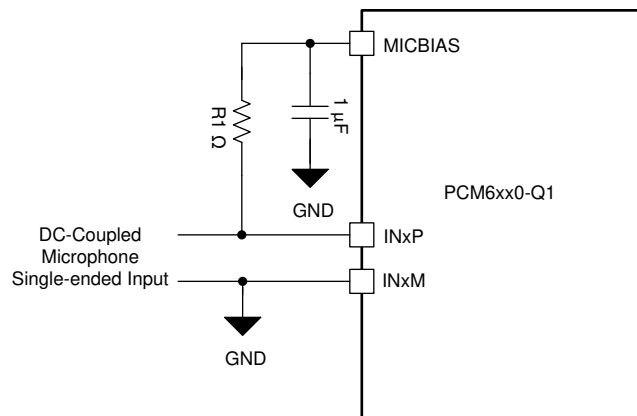 MICBIAS
R1 Ω
1 µF
GND
PCM6xx0-Q1
DC-Coupled
Microphone
Single-ended Input
INxP
INxM
GND